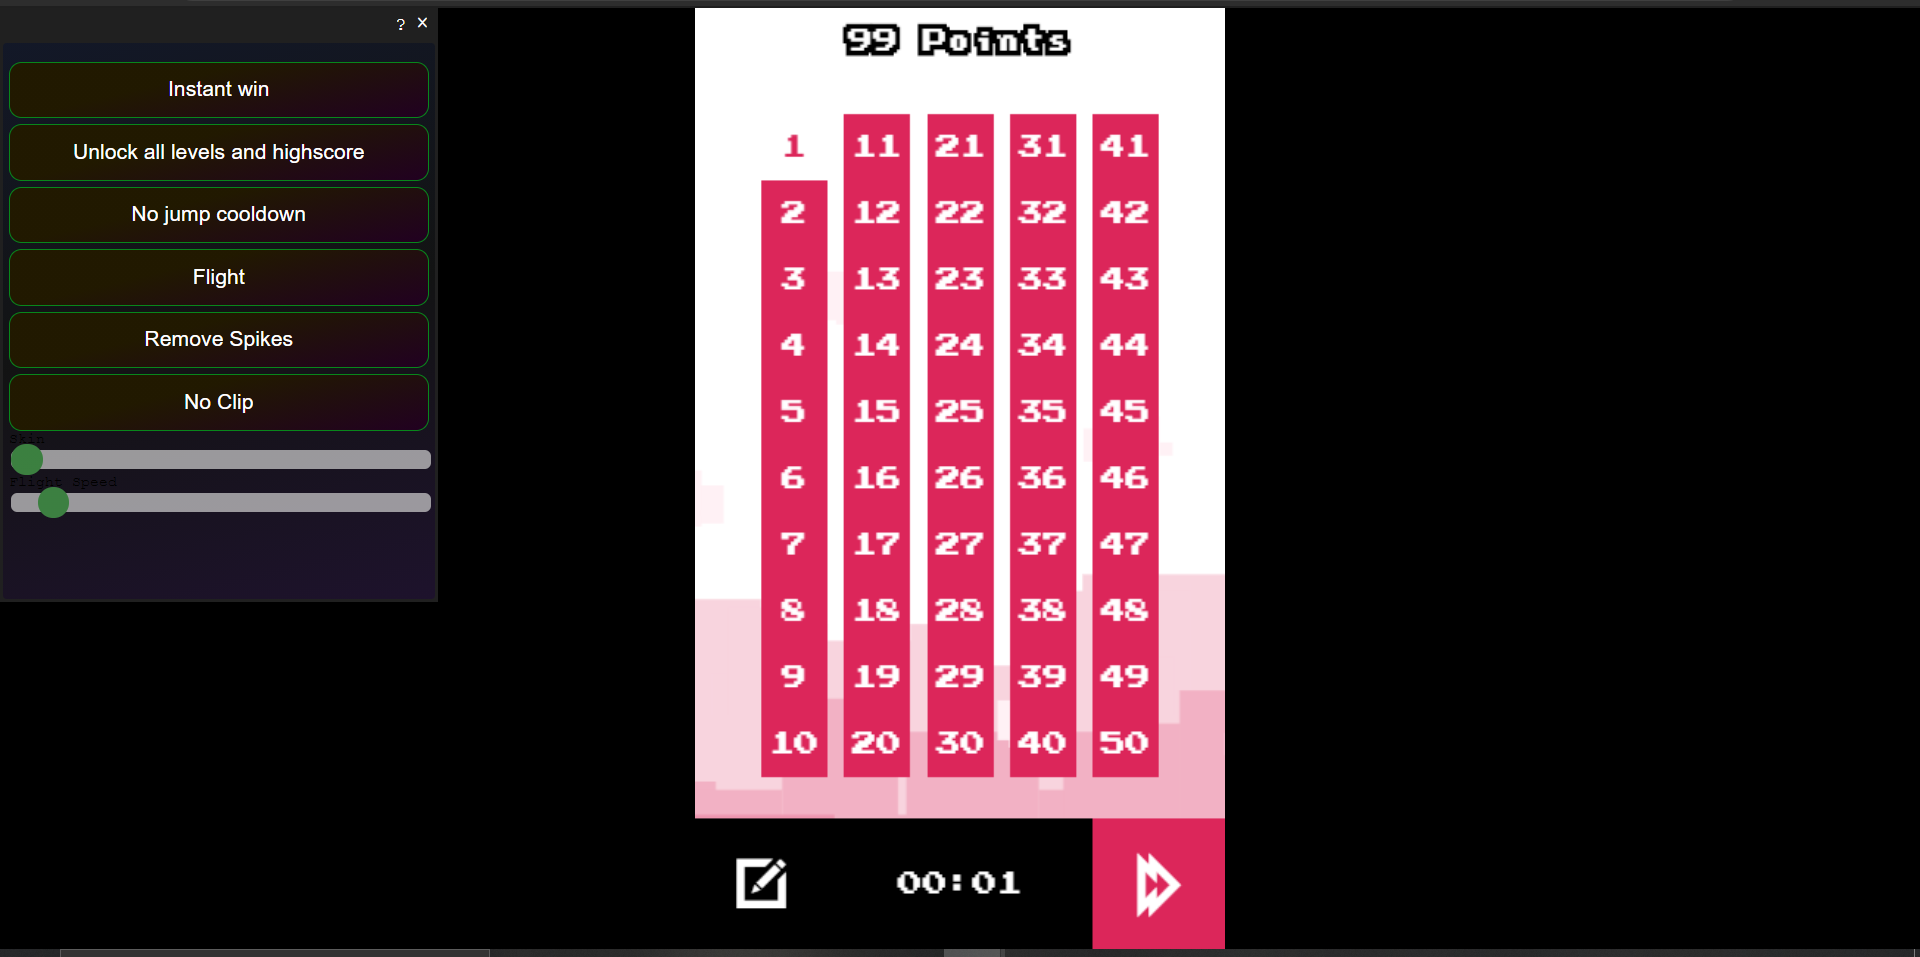 ? ×
Instant win
Unlock all levels and highscore
No jump cooldown
Flight
Remove Spikes
No Clip
Skin
Flight Speed
99 Points
1 11 21 31 41
2 12 22 32 42
3 13 23 33 43
4 14 24 34 44
5 15 25 35 45
6 16 26 36 46
7 17 27 37 47
8 18 28 38 48
9 19 29 39 49
10 20 30 40 50
00:01